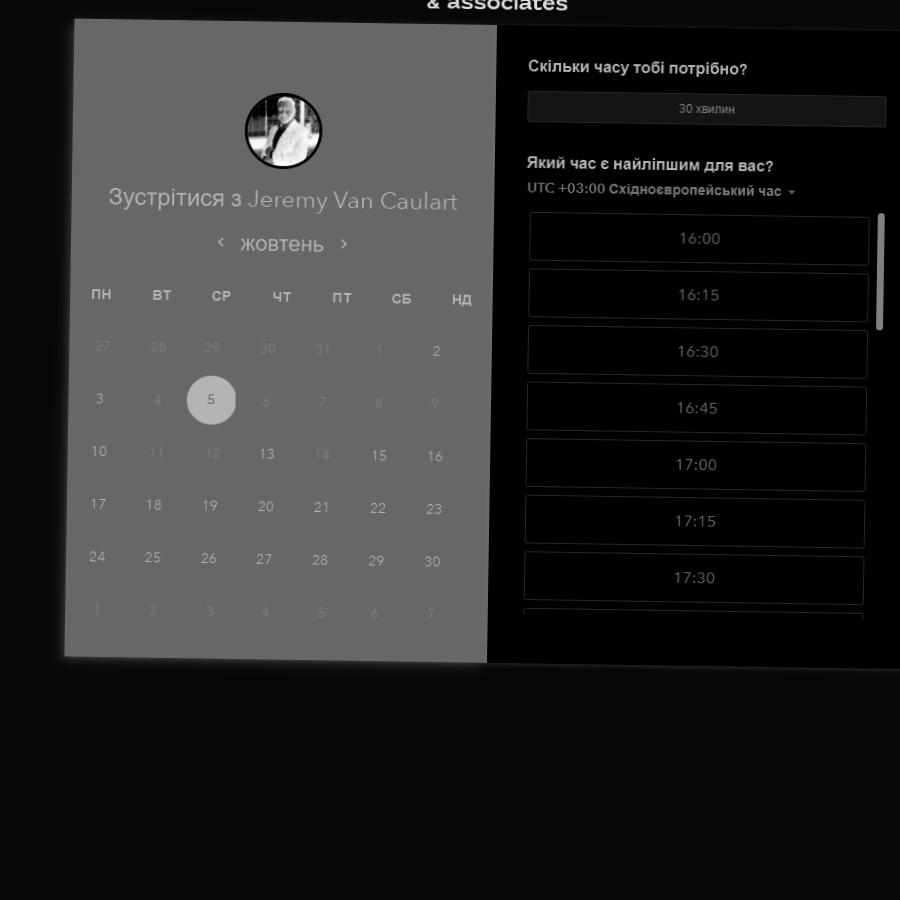 & associates
Зустрітися з Jeremy Van Caulart
‹ жовтень ›
ПН ВТ СР ЧТ ПТ СБ НД
27 28 29 30 31 1 2
3 4 5 6 7 8 9
10 11 12 13 14 15 16
17 18 19 20 21 22 23
24 25 26 27 28 29 30
1 2 3 4 5 6 7
Скільки часу тобі потрібно?
30 хвилин
Який час є найліпшим для вас?
UTC +03:00 Східноєвропейський час
16:00
16:15
16:30
16:45
17:00
17:15
17:30